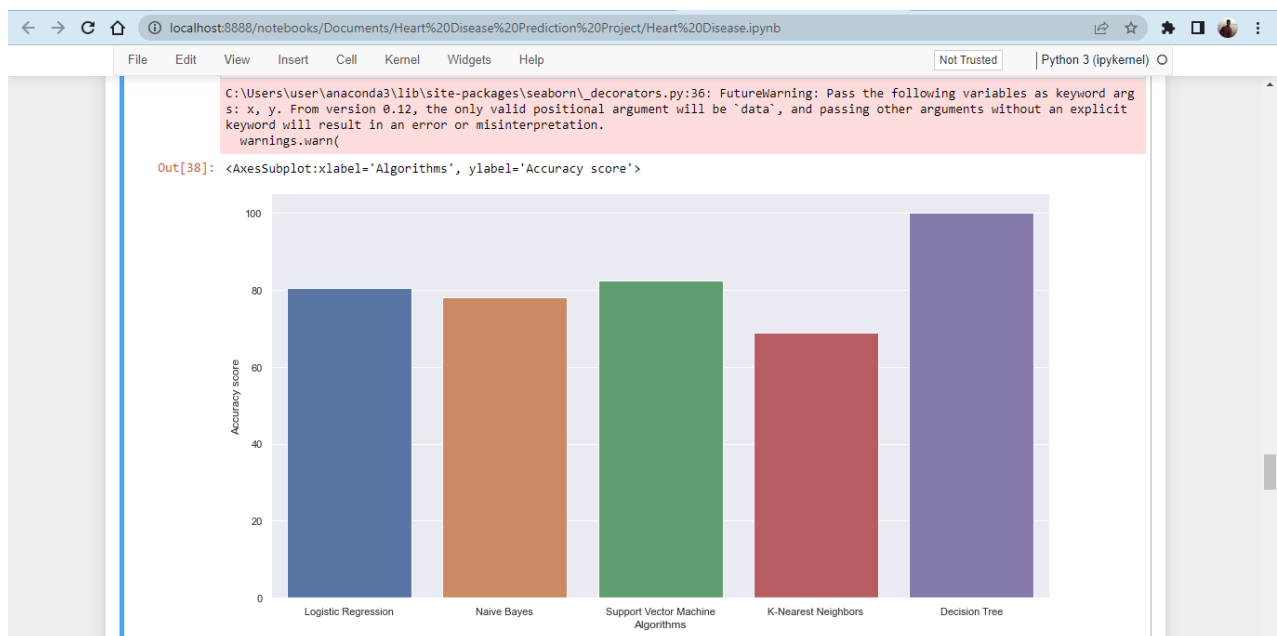 localhost:8888/notebooks/Documents/Heart%20Disease%20Prediction%20Project/Heart%20Disease.ipynb
File Edit View Insert Cell Kernel Widgets Help Not Trusted Python 3 (ipykernel)
C:\Users\user\anaconda3\lib\site-packages\seaborn\_decorators.py:36: FutureWarning: Pass the following variables as keyword arg
s: x, y. From version 0.12, the only valid positional argument will be `data`, and passing other arguments without an explicit
keyword will result in an error or misinterpretation.
warnings.warn(
Out[38]: <AxesSubplot:xlabel='Algorithms', ylabel='Accuracy score'>
100
80
60
40
20
0
Accuracy score
Logistic Regression Naive Bayes Support Vector Machine K-Nearest Neighbors Decision Tree
Algorithms